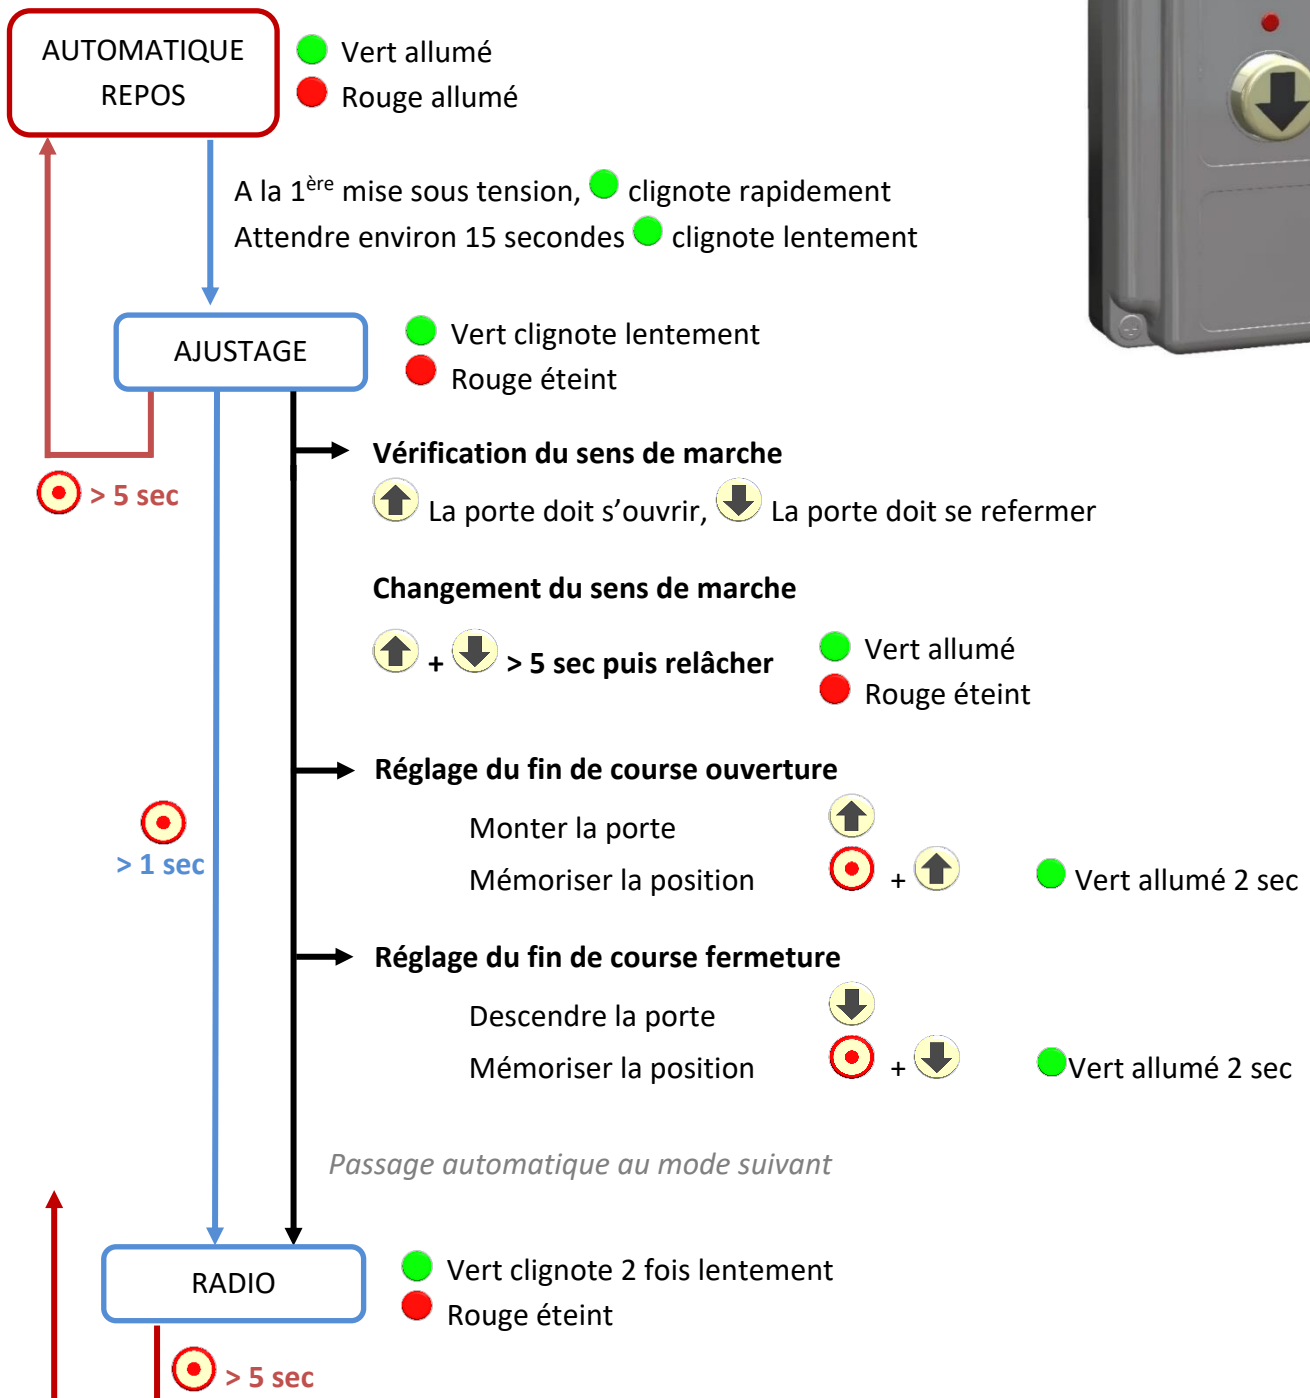 AUTOMATIQUE
REPOS
Vert allumé
Rouge allumé
A la 1ère mise sous tension, clignote rapidement
Attendre environ 15 secondes clignote lentement
AJUSTAGE
Vert clignote lentement
Rouge éteint
> 5 sec
Vérification du sens de marche
La porte doit s’ouvrir, La porte doit se refermer
Changement du sens de marche
+ > 5 sec puis relâcher
Vert allumé
Rouge éteint
Réglage du fin de course ouverture
Monter la porte
Mémoriser la position + Vert allumé 2 sec
> 1 sec
Réglage du fin de course fermeture
Descendre la porte
Mémoriser la position + Vert allumé 2 sec
Passage automatique au mode suivant
RADIO
Vert clignote 2 fois lentement
Rouge éteint
> 5 sec